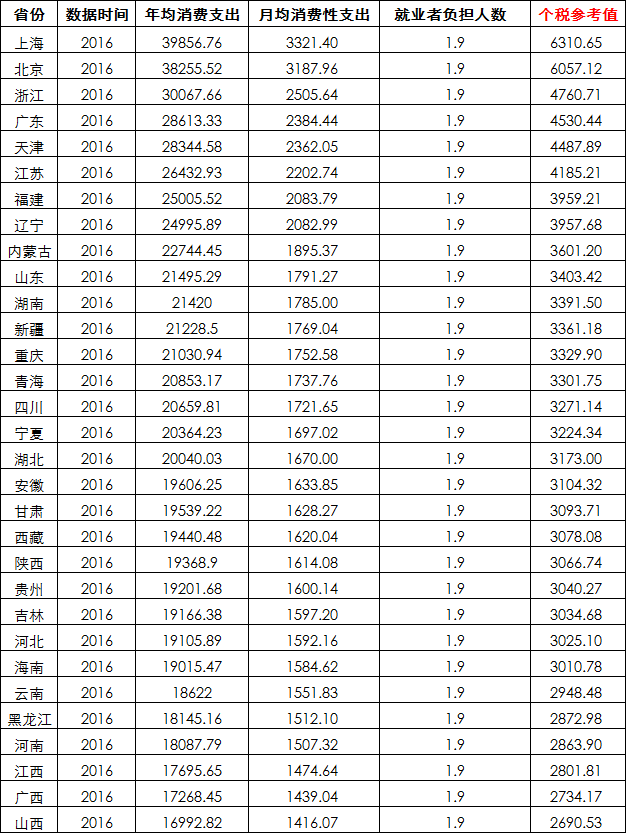 省份 数据时间 年均消费支出 月均消费性支出 就业者负担人数 个税参考值
上海 2016 39856.76 3321.40 1.9 6310.65
北京 2016 38255.52 3187.96 1.9 6057.12
浙江 2016 30067.66 2505.64 1.9 4760.71
广东 2016 28613.33 2384.44 1.9 4530.44
天津 2016 28344.58 2362.05 1.9 4487.89
江苏 2016 26432.93 2202.74 1.9 4185.21
福建 2016 25005.52 2083.79 1.9 3959.21
辽宁 2016 24995.89 2082.99 1.9 3957.68
内蒙古 2016 22744.45 1895.37 1.9 3601.20
山东 2016 21495.29 1791.27 1.9 3403.42
湖南 2016 21420 1785.00 1.9 3391.50
新疆 2016 21228.5 1769.04 1.9 3361.18
重庆 2016 21030.94 1752.58 1.9 3329.90
青海 2016 20853.17 1737.76 1.9 3301.75
四川 2016 20659.81 1721.65 1.9 3271.14
宁夏 2016 20364.23 1697.02 1.9 3224.34
湖北 2016 20040.03 1670.00 1.9 3173.00
安徽 2016 19606.25 1633.85 1.9 3104.32
甘肃 2016 19539.22 1628.27 1.9 3093.71
西藏 2016 19440.48 1620.04 1.9 3078.08
陕西 2016 19368.9 1614.08 1.9 3066.74
贵州 2016 19201.68 1600.14 1.9 3040.27
吉林 2016 19166.38 1597.20 1.9 3034.68
河北 2016 19105.89 1592.16 1.9 3025.10
海南 2016 19015.47 1584.62 1.9 3010.78
云南 2016 18622 1551.83 1.9 2948.48
黑龙江 2016 18145.16 1512.10 1.9 2872.98
河南 2016 18087.79 1507.32 1.9 2863.90
江西 2016 17695.65 1474.64 1.9 2801.81
广西 2016 17268.45 1439.04 1.9 2734.17
山西 2016 16992.82 1416.07 1.9 2690.53